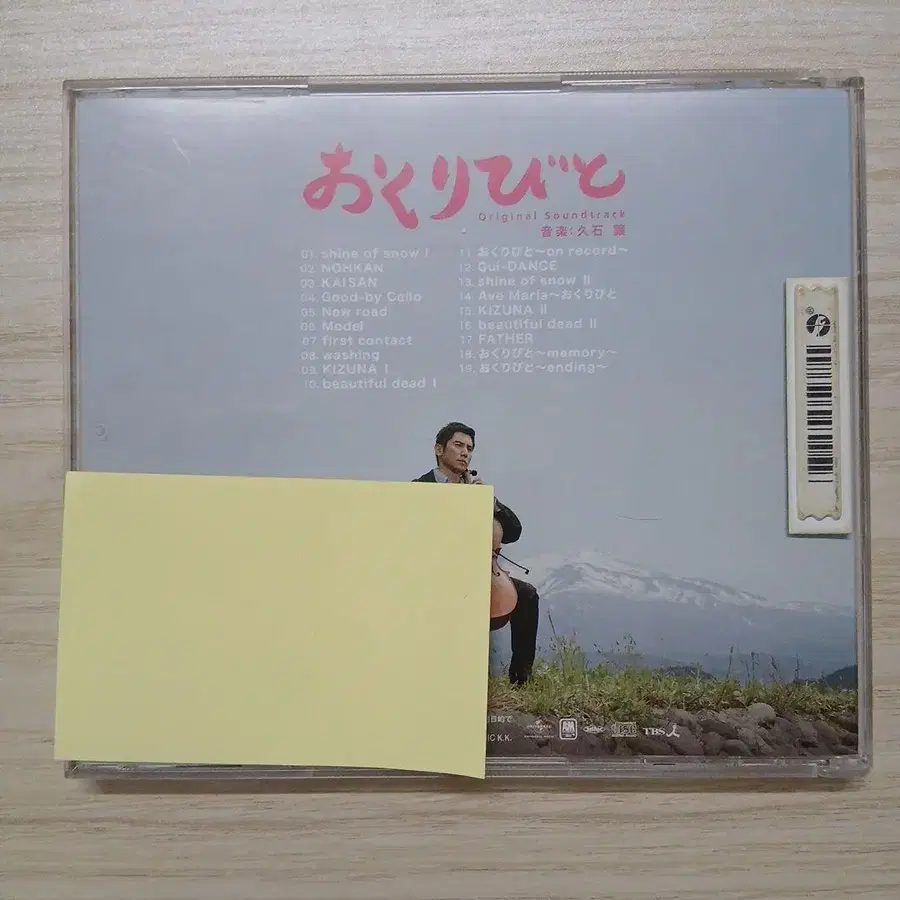 おくりびと
Original Soundtrack
音楽:久石 譲
01. shine of snow I
02. NOHKAN
03. KAISAN
04. Good-by Cello
05. New road
06. Model
07. first contact
08. washing
09. KIZUNA I
10. beautiful dead I
11. おくりびと〜on record〜
12. Gui-DANCE
13. shine of snow II
14. Ave Maria〜おくりびと
15. KIZUNA II
16. beautiful dead II
17. FATHER
18. おくりびと〜memory〜
19. おくりびと〜ending〜
目的で
IC K.K.
TBS